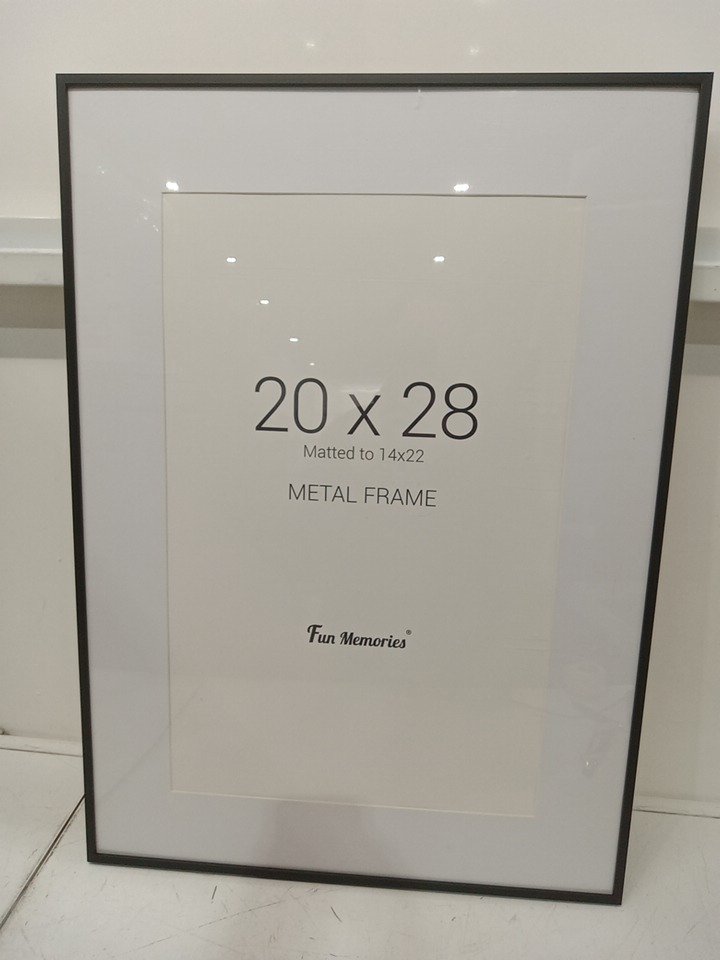 20 x 28
Matted to 14x22
METAL FRAME
Fun Memories®